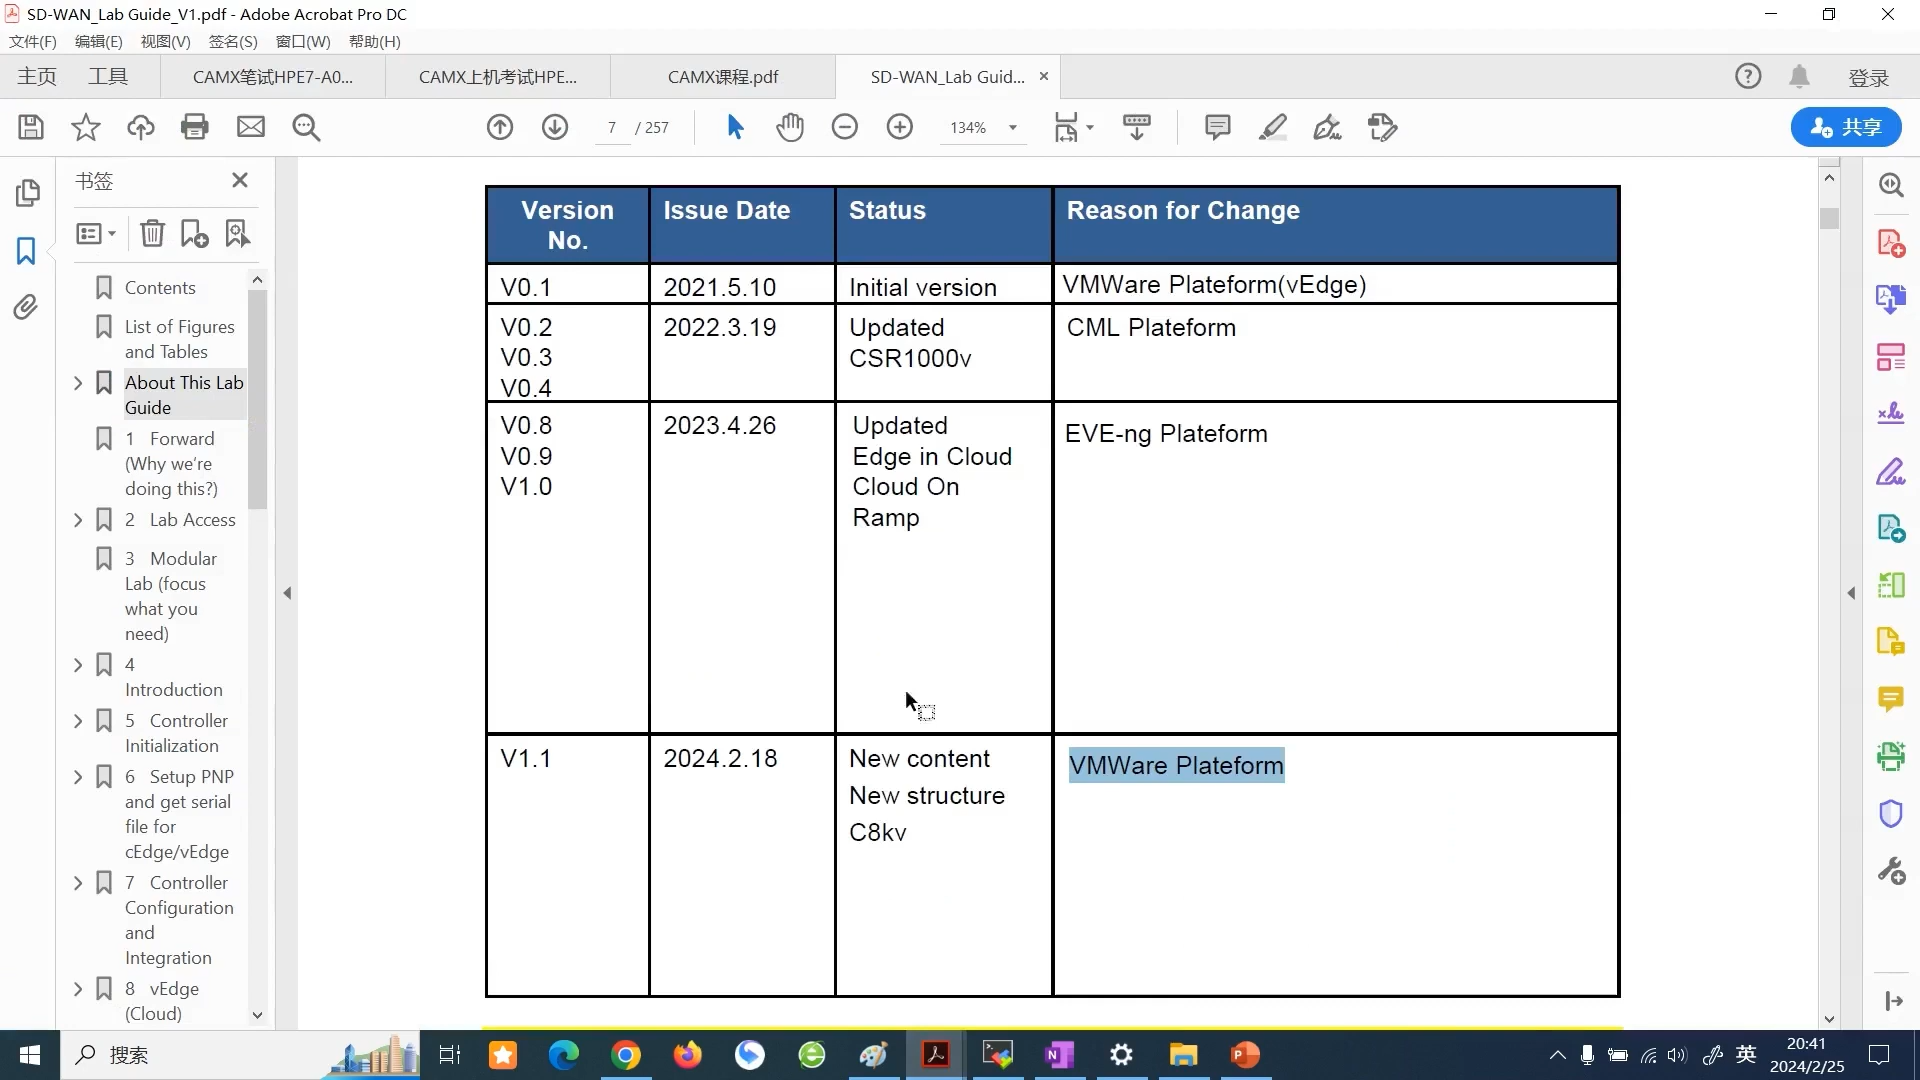 SD-WAN_Lab Guide_V1.pdf - Adobe Acrobat Pro DC
文件(F) 编辑(E) 视图(V) 签名(S) 窗口(W) 帮助(H)
主页 工具 CAMX笔试HPE7-A0... CAMX上机考试HPE... CAMX课程.pdf SD-WAN_Lab Guid... 登录
7 / 257 134% 共享
书签
Contents
List of Figures
and Tables
About This Lab
Guide
1 Forward
(Why we're
doing this?)
2 Lab Access
3 Modular
Lab (focus
what you
need)
4
Introduction
5 Controller
Initialization
6 Setup PNP
and get serial
file for
cEdge/vEdge
7 Controller
Configuration
and
Integration
8 vEdge
(Cloud)
Version
No.
Issue Date
Status
Reason for Change
V0.1
2021.5.10
Initial version
VMWare Plateform(vEdge)
V0.2
V0.3
V0.4
2022.3.19
Updated
CSR1000v
CML Plateform
V0.8
V0.9
V1.0
2023.4.26
Updated
Edge in Cloud
Cloud On
Ramp
EVE-ng Plateform
V1.1
2024.2.18
New content
New structure
C8kv
VMWare Plateform
搜索
英
20:41
2024/2/25